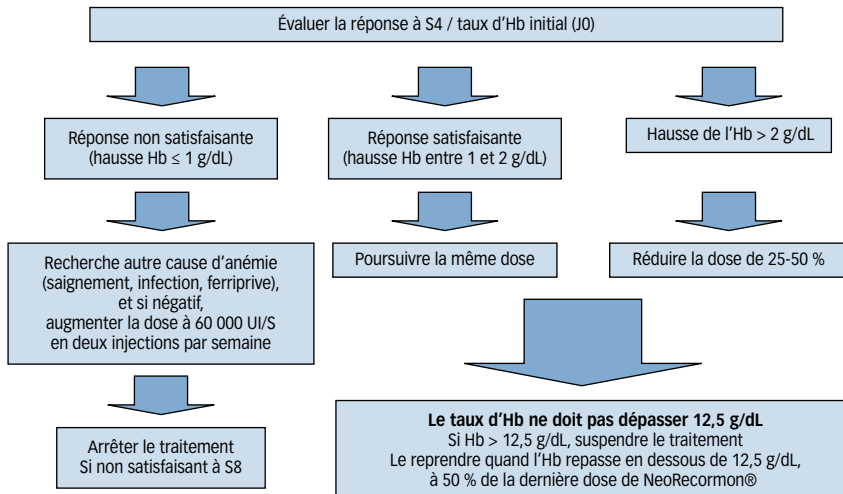 Évaluer la réponse à S4 / taux d'Hb initial (J0)
Réponse non satisfaisante
(hausse Hb ≤ 1 g/dL)
Réponse satisfaisante
(hausse Hb entre 1 et 2 g/dL)
Hausse de l'Hb > 2 g/dL
Recherche autre cause d'anémie
(saignement, infection, ferriprive),
et si négatif,
augmenter la dose à 60 000 UI/S
en deux injections par semaine
Poursuivre la même dose
Réduire la dose de 25-50 %
Arrêter le traitement
Si non satisfaisant à S8
Le taux d'Hb ne doit pas dépasser 12,5 g/dL
Si Hb > 12,5 g/dL, suspendre le traitement
Le reprendre quand l'Hb repasse en dessous de 12,5 g/dL,
à 50 % de la dernière dose de NeoRecormon®